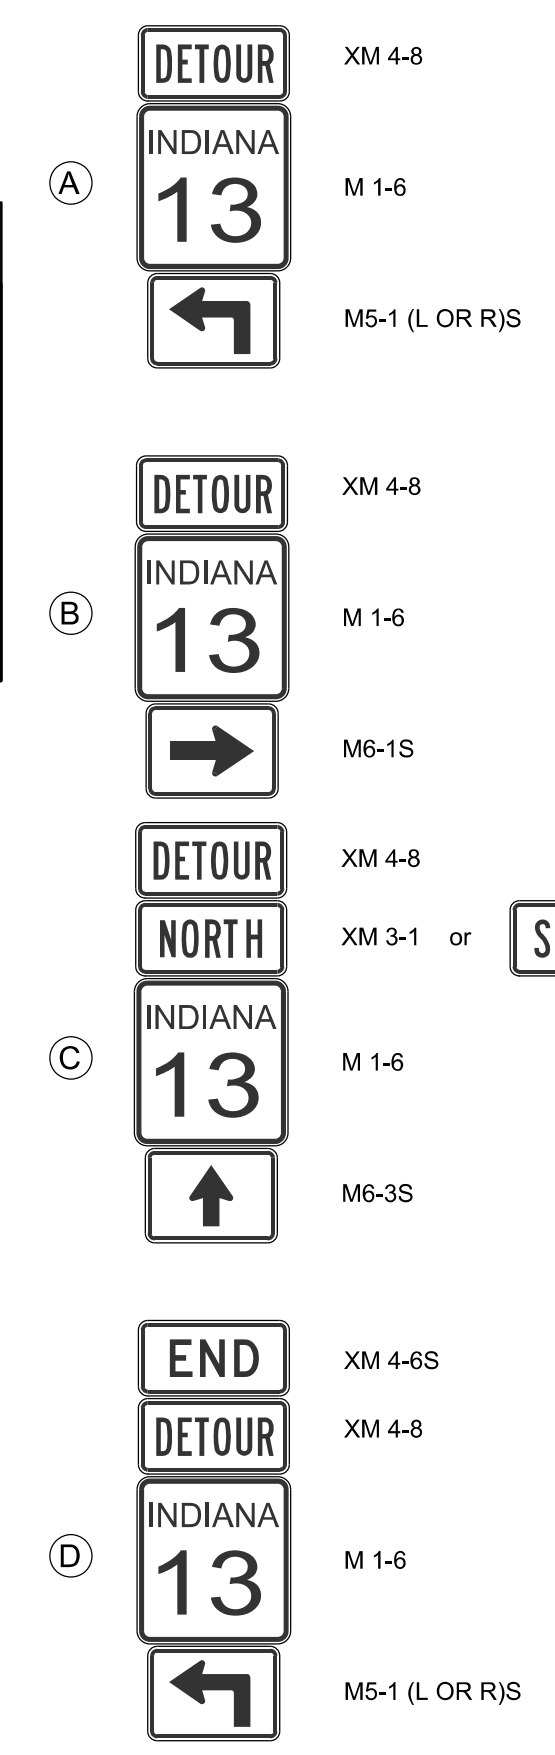 DETOUR XM 4-8
INDIANA
A 13 M 1-6
M5-1 (L OR R)S
DETOUR XM 4-8
INDIANA
B 13 M 1-6
M6-1S
DETOUR XM 4-8
NORTH XM 3-1 or S
INDIANA
C 13 M 1-6
M6-3S
END XM 4-6S
DETOUR XM 4-8
INDIANA
D 13 M 1-6
M5-1 (L OR R)S